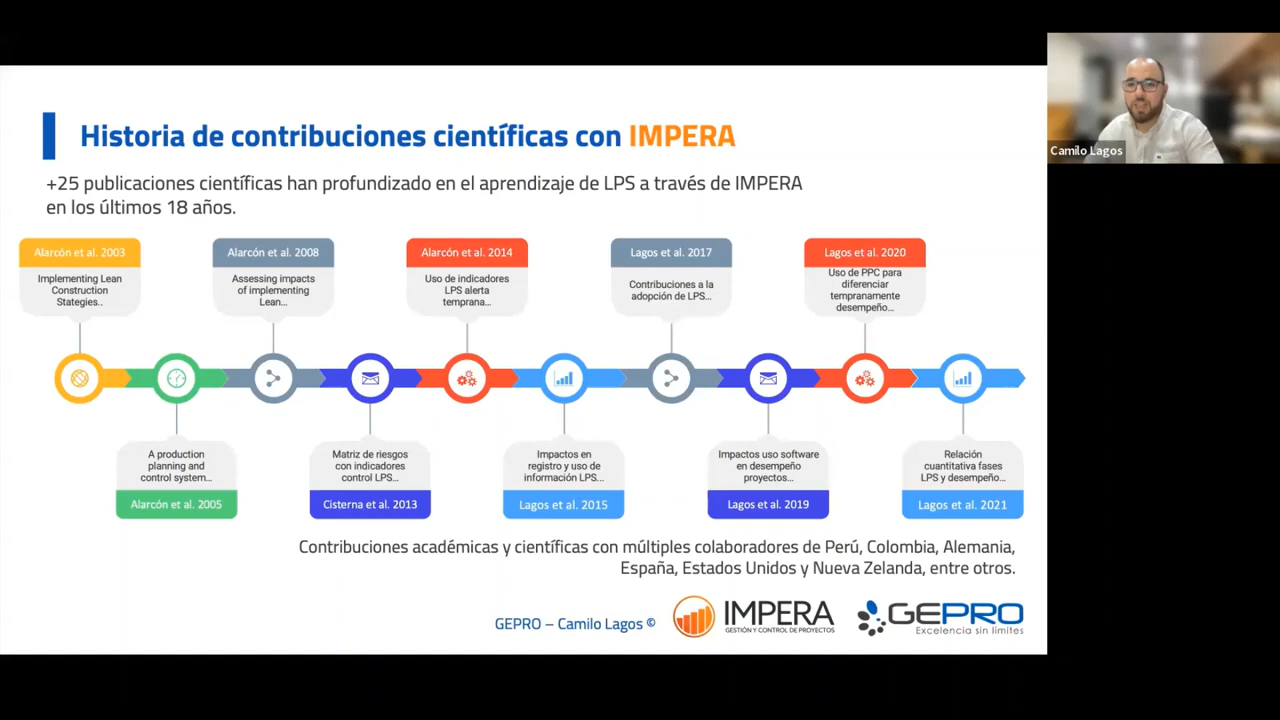 Historia de contribuciones científicas con IMPERA
+25 publicaciones científicas han profundizado en el aprendizaje de LPS a través de IMPERA
en los últimos 18 años.
Alarcón et al. 2003
Implementing Lean
Construction
Stategies..
Alarcón et al. 2008
Assessing impacts
of implementing
Lean...
Alarcón et al. 2014
Uso de indicadores
LPS alerta
temprana...
Lagos et al. 2017
Contribuciones a la
adopción de LPS...
Lagos et al. 2020
Uso de PPC para
diferenciar
tempranamente
desempeño...
A production
planning and
control system...
Alarcón et al. 2005
Matriz de riesgos
con indicadores
control LPS...
Cisterna et al. 2013
Impactos en
registro y uso de
información LPS...
Lagos et al. 2015
Impactos uso software
en desempeño
proyectos...
Lagos et al. 2019
Relación
cuantitativa fases
LPS y desempeño...
Lagos et al. 2021
Contribuciones académicas y científicas con múltiples colaboradores de Perú, Colombia, Alemania,
España, Estados Unidos y Nueva Zelanda, entre otros.
GEPRO – Camilo Lagos ©
IMPERA
GESTIÓN Y CONTROL DE PROYECTOS
GEPRO
Excelencia sin límites
Camilo Lagos